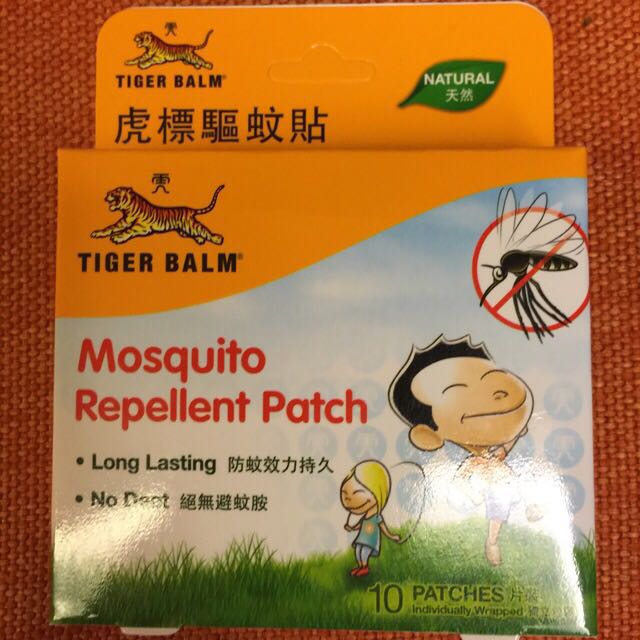 TIGER BALM®
NATURAL
天然
虎標驅蚊貼
TIGER BALM®
Mosquito
Repellent Patch
• Long Lasting 防蚊效力持久
• No Deet 絕無避蚊胺
10 PATCHES 片裝
Individually Wrapped